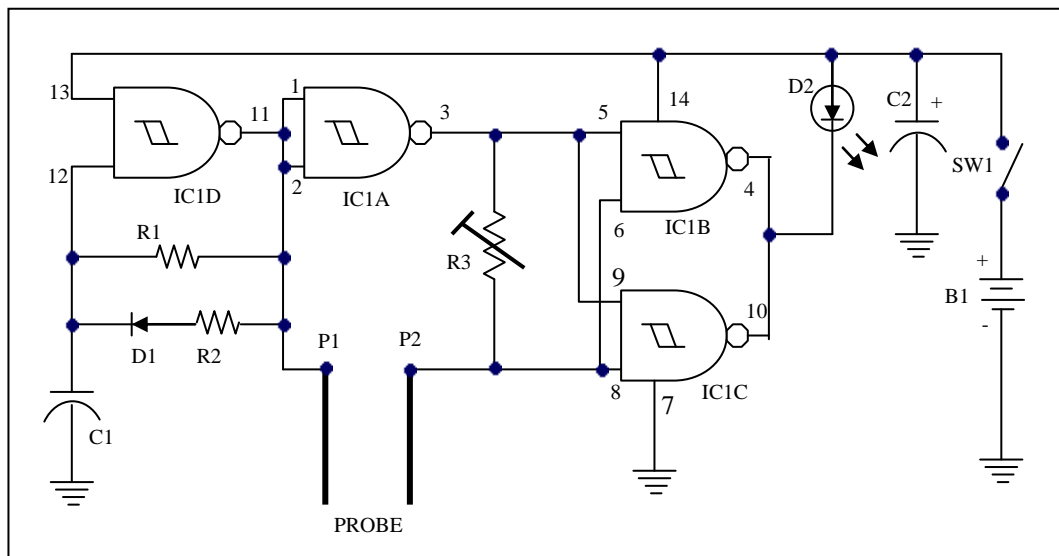 13
11
1
3
5
14
D2
C2
+
12
IC1D
2
IC1A
6
IC1B
4
SW1
R1
R3
9
10
+
B1
-
D1
R2
P1
P2
8
IC1C
7
C1
PROBE